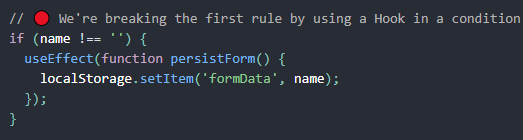 // 🔴 We're breaking the first rule by using a Hook in a condition
if (name !== '') {
  useEffect(function persistForm() {
    localStorage.setItem('formData', name);
  });
}